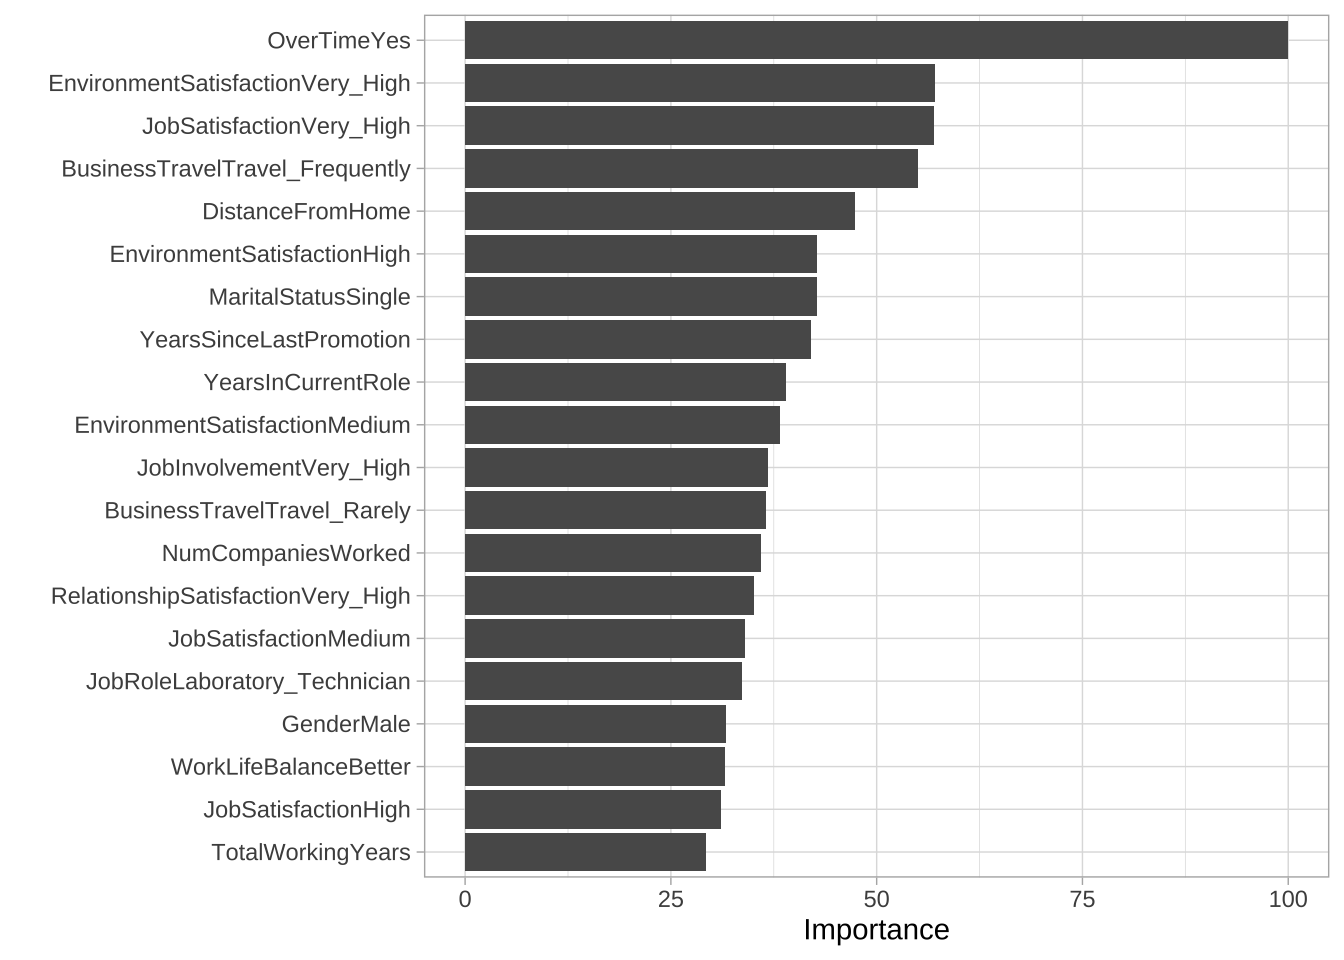 OverTimeYes
EnvironmentSatisfactionVery_High
JobSatisfactionVery_High
BusinessTravelTravel_Frequently
DistanceFromHome
EnvironmentSatisfactionHigh
MaritalStatusSingle
YearsSinceLastPromotion
YearsInCurrentRole
EnvironmentSatisfactionMedium
JobInvolvementVery_High
BusinessTravelTravel_Rarely
NumCompaniesWorked
RelationshipSatisfactionVery_High
JobSatisfactionMedium
JobRoleLaboratory_Technician
GenderMale
WorkLifeBalanceBetter
JobSatisfactionHigh
TotalWorkingYears
0 25 50 75 100
Importance